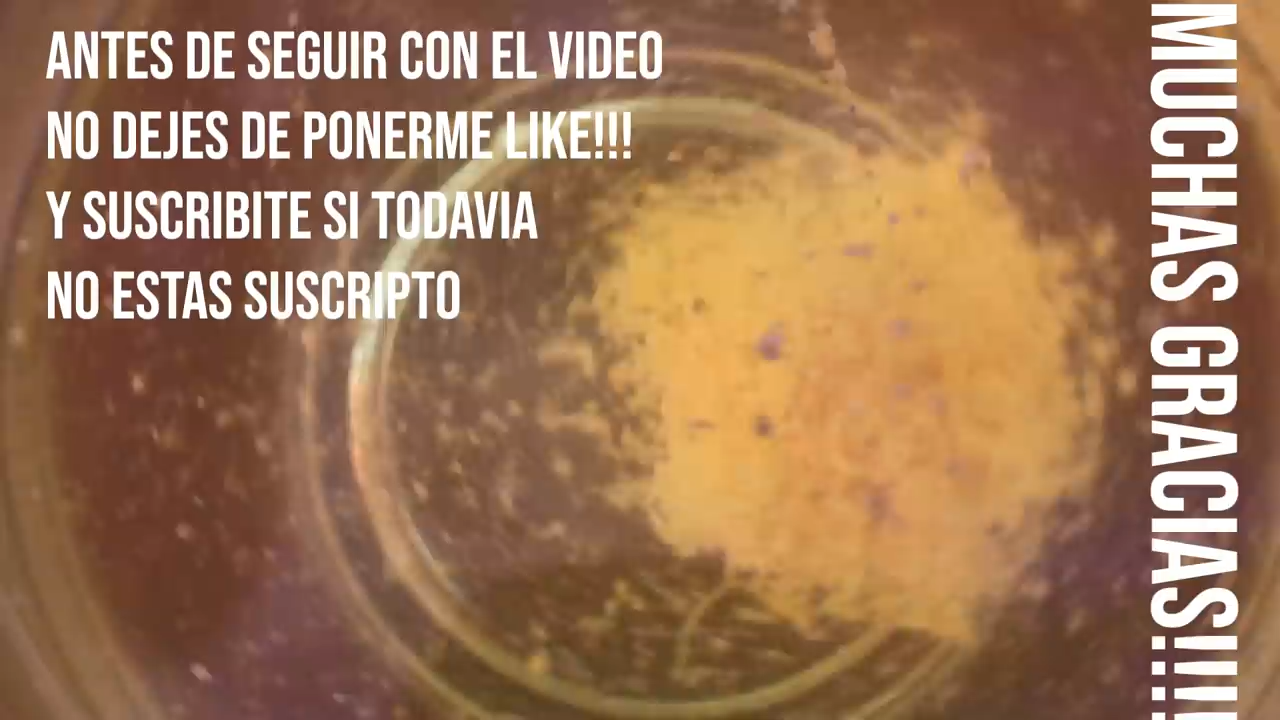 ANTES DE SEGUIR CON EL VIDEO
NO DEJES DE PONERME LIKE!!!
Y SUSCRIBITE SI TODAVIA
NO ESTAS SUSCRIPTO
MUCHAS GRACIAS!!!!